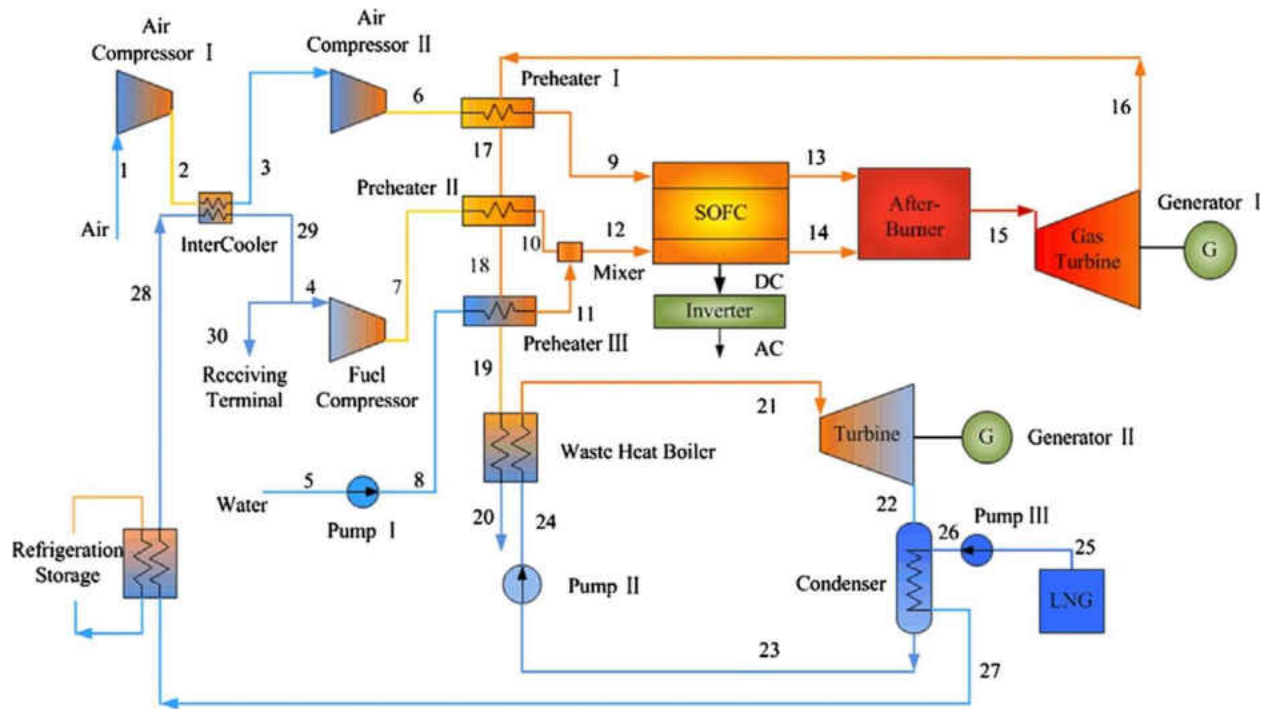 Air
Compressor Ⅰ
Air
Compressor Ⅱ
Preheater Ⅰ
6
16
1
2
3
17
9
13
Preheater Ⅱ
SOFC
After-
Burner
Generator Ⅰ
Air
InterCooler
29
10
12
14
15
Gas
Turbine
G
Mixer
28
4
7
18
DC
11
Inverter
30
Preheater Ⅲ
AC
Receiving
Terminal
Fuel
Compressor
19
21
Turbine
G
Generator Ⅱ
Waste Heat Boiler
5
8
Water
Pump Ⅰ
20
24
22
Pump Ⅲ
26
25
Refrigeration
Storage
Pump Ⅱ
Condenser
LNG
23
27